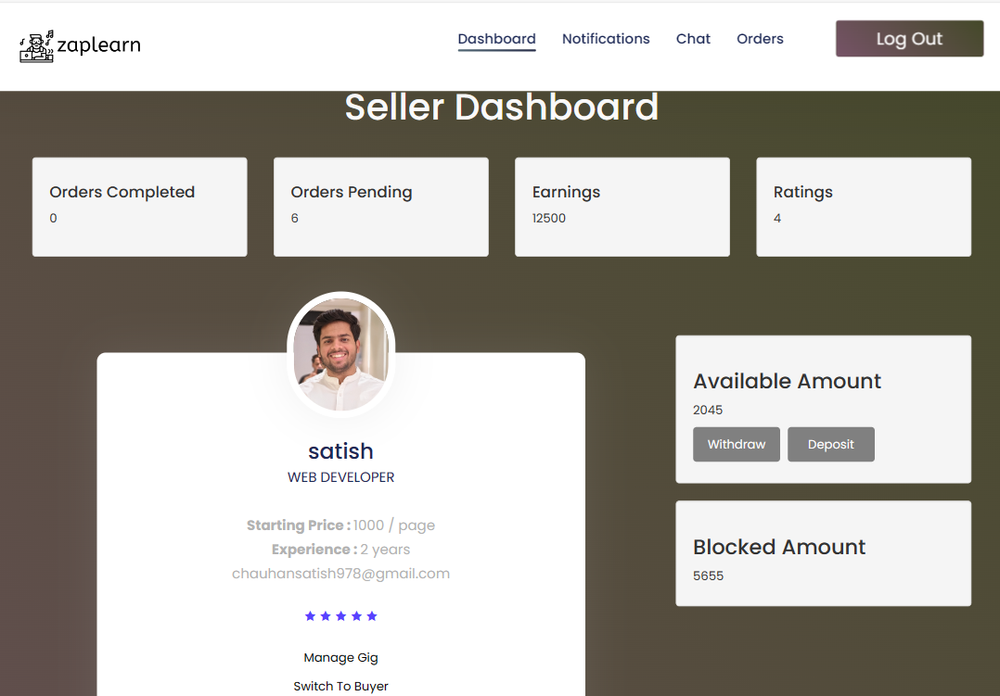 zaplearn
Dashboard Notifications Chat Orders Log Out
Seller Dashboard
Orders Completed
0
Orders Pending
6
Earnings
12500
Ratings
4
satish
WEB DEVELOPER
Starting Price : 1000 / page
Experience : 2 years
chauhansatish978@gmail.com
Manage Gig
Switch To Buyer
Available Amount
2045
Withdraw Deposit
Blocked Amount
5655